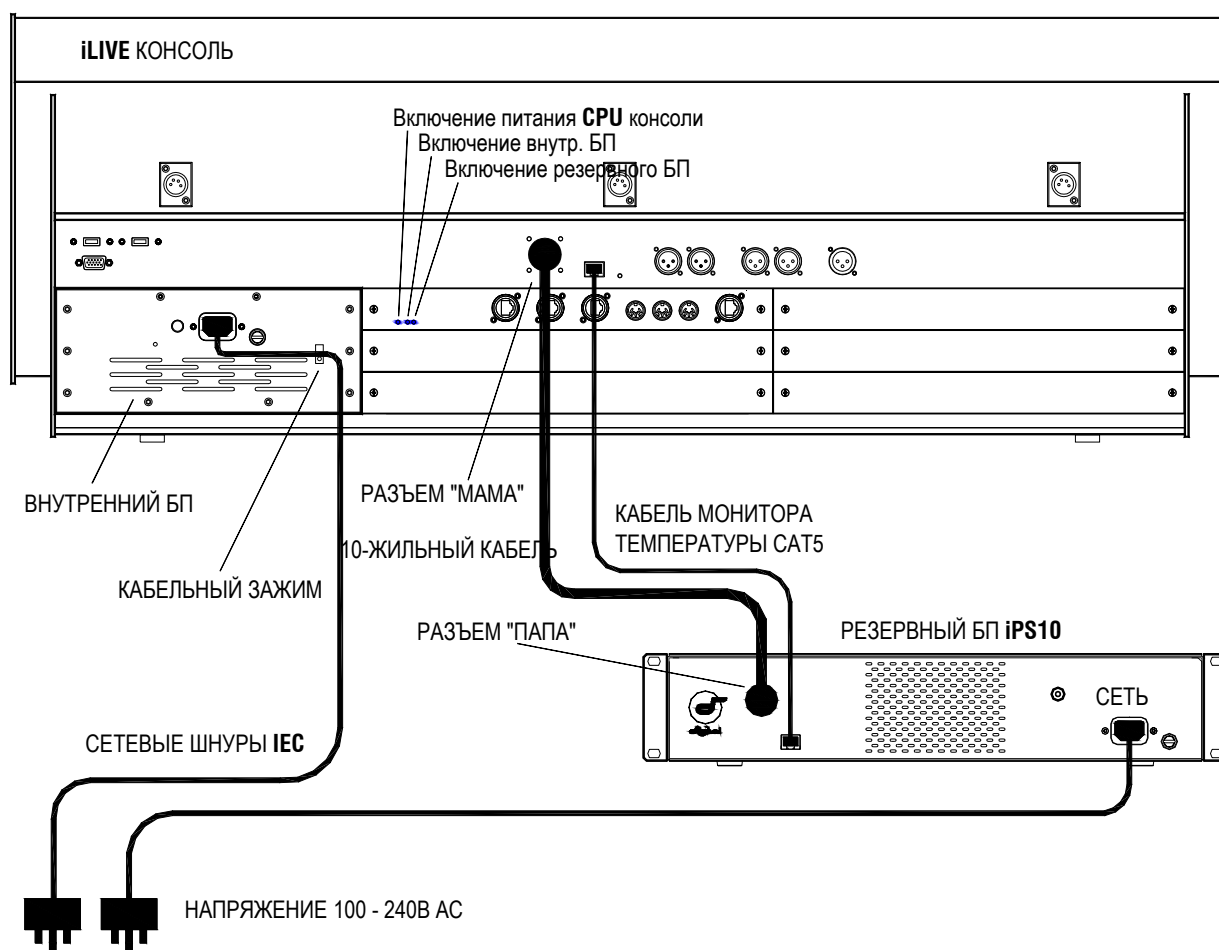 iLIVE КОНСОЛЬ
Включение питания CPU консоли
Включение внутр. БП
Включение резервного БП
ВНУТРЕННИЙ БП
РАЗЪЕМ "МАМА"
КАБЕЛЬ МОНИТОРА
ТЕМПЕРАТУРЫ CAT5
10-ЖИЛЬНЫЙ КАБЕЛЬ
КАБЕЛЬНЫЙ ЗАЖИМ
РАЗЪЕМ "ПАПА"
РЕЗЕРВНЫЙ БП iPS10
СЕТЬ
СЕТЕВЫЕ ШНУРЫ IEC
НАПРЯЖЕНИЕ 100 - 240В AC